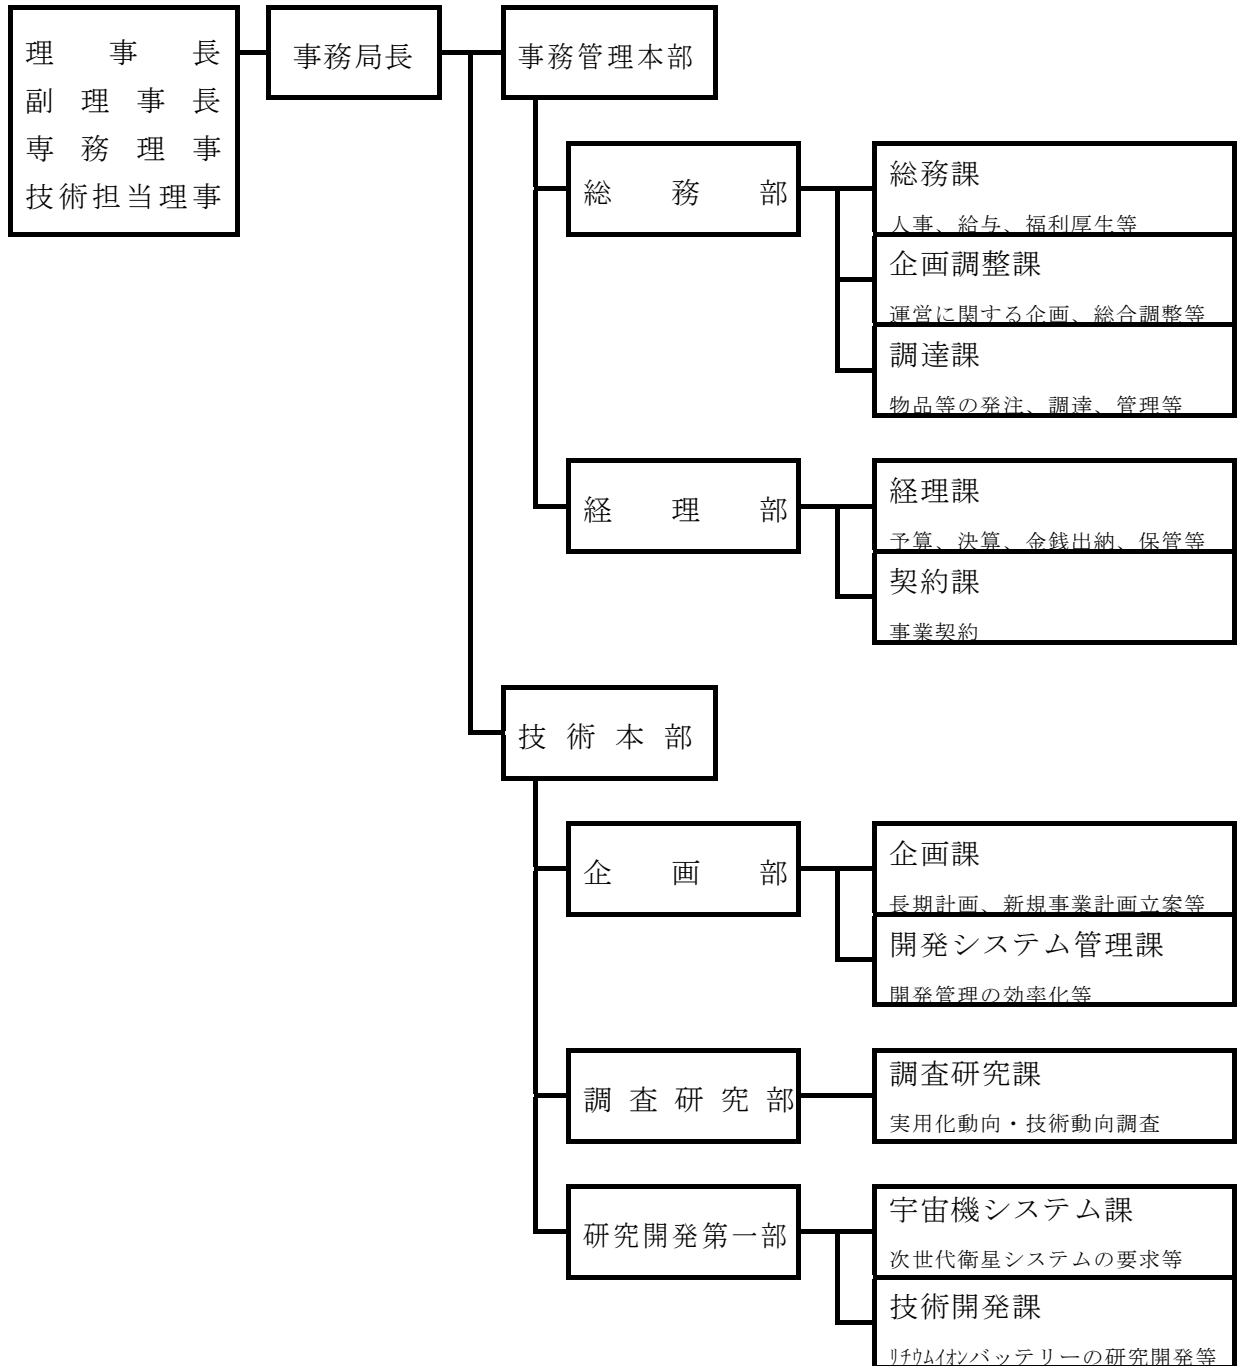 理事長
副理事長
専務理事
技術担当理事
事務局長
事務管理本部
総務部
総務課
人事、給与、福利厚生等
企画調整課
運営に関する企画、総合調整等
調達課
物品等の発注、調達、管理等
経理部
経理課
予算、決算、金銭出納、保管等
契約課
事業契約
技術本部
企画部
企画課
長期計画、新規事業計画立案等
開発システム管理課
開発管理の効率化等
調査研究部
調査研究課
実用化動向・技術動向調査
研究開発第一部
宇宙機システム課
次世代衛星システムの要求等
技術開発課
ﾘﾁｳﾑｲｵﾝバッテリーの研究開発等